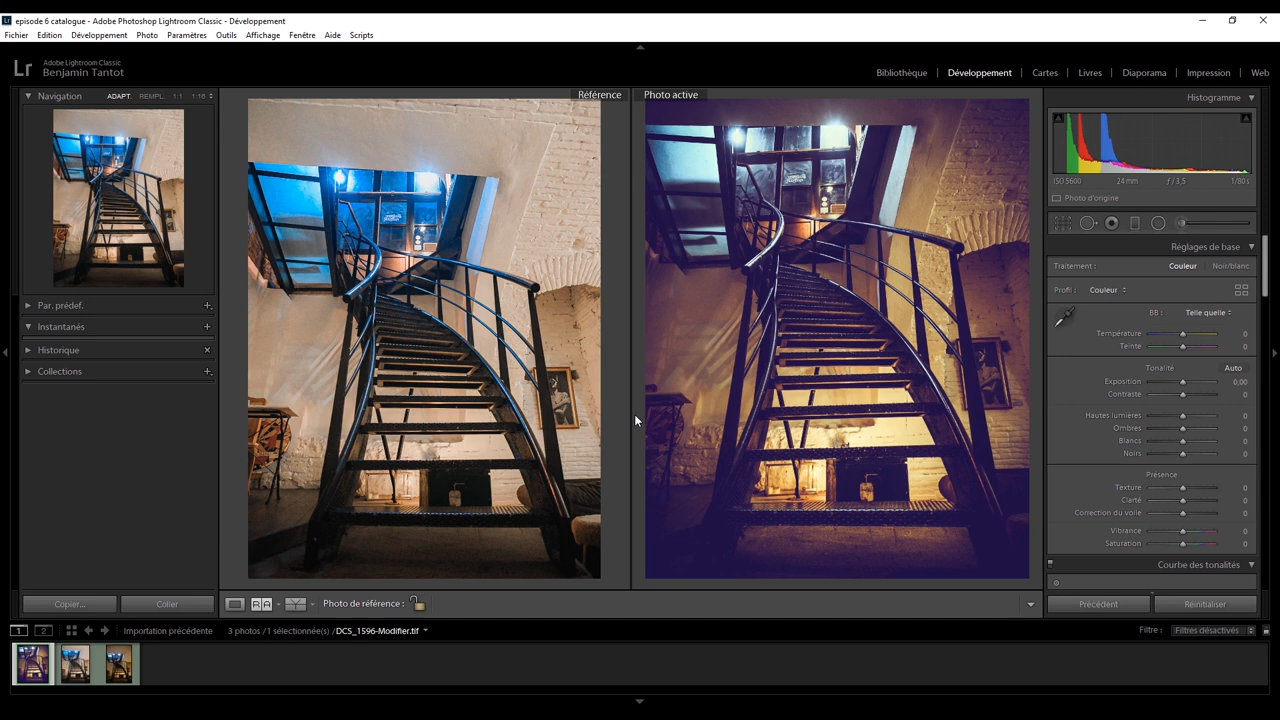 episode 6 catalogue - Adobe Photoshop Lightroom Classic - Développement
Fichier Edition Développement Photo Paramètres Outils Affichage Fenêtre Aide Scripts
Lr
Adobe Lightroom Classic
Benjamin Tantot
Bibliothèque | Développement | Cartes | Livres | Diaporama | Impression | Web
Navigation ADAPT. REMPL. 1:1 1:16
Par. prédéf.
Instantanés
Historique
Collections
Copier... Coller
Référence
Photo active
Histogramme
ISO 5600 24 mm ƒ / 3,5 1/80 s
Photo d'origine
Réglages de base
Traitement : Couleur Noir/blanc
Profil : Couleur
BB : Telle quelle
Température 0
Teinte 0
Tonalité Auto
Exposition 0,00
Contraste 0
Hautes lumières 0
Ombres 0
Blancs 0
Noirs 0
Présence
Texture 0
Clarté 0
Correction du voile 0
Vibrance 0
Saturation 0
Courbe des tonalités
Précédent Réinitialiser
R A Y Photo de référence :
1 2 Importation précédente 3 photos /1 sélectionnée(s) /DCS_1596-Modifier.tif
Filtre : Filtres désactivés